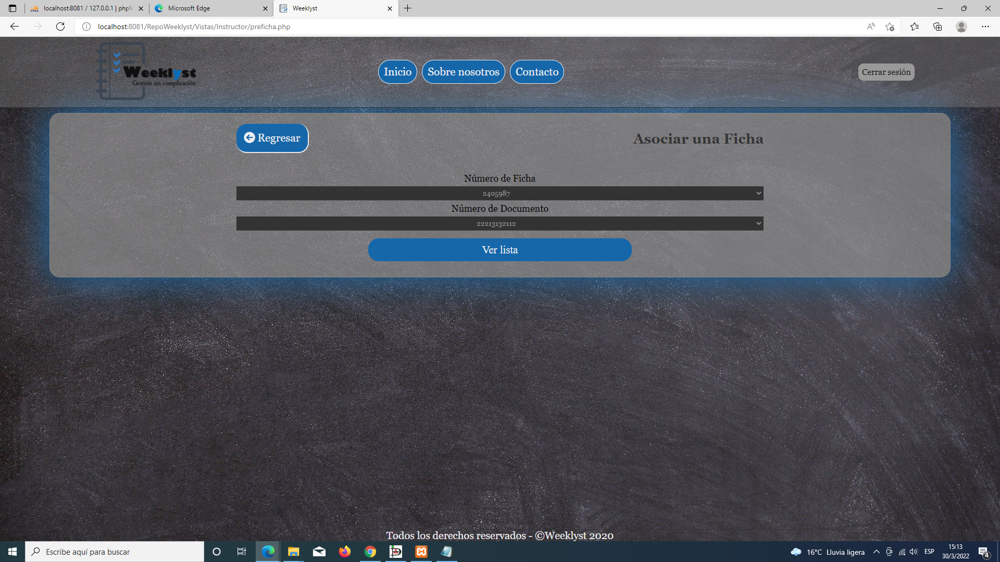 localhost:8081 / 127.0.0.1 | phpM
Microsoft Edge
Weeklyst
localhost:8081/RepoWeeklyst/Vistas/Instructor/preficha.php
Weeklyst
Gestión sin complicación
Inicio
Sobre nosotros
Contacto
Cerrar sesión
Regresar
Asociar una Ficha
Número de Ficha
2405987
Número de Documento
22213132112
Ver lista
Todos los derechos reservados - ©Weeklyst 2020
Escribe aquí para buscar
16°C Lluvia ligera
ESP
15:13
30/3/2022
4